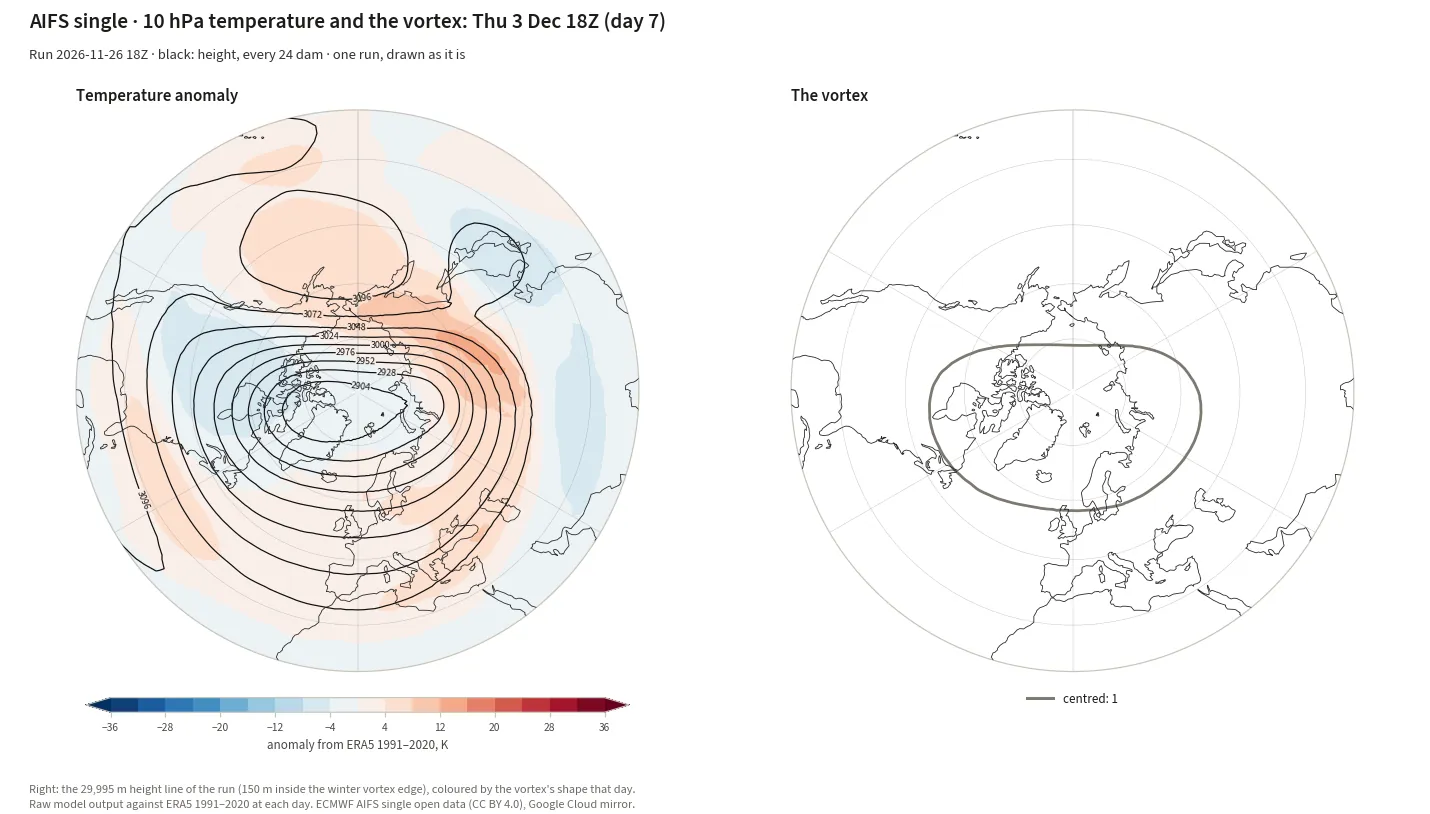 AIFS single · 10 hPa temperature and the vortex: Thu 3 Dec 18Z (day 7)
Run 2026-11-26 18Z · black: height, every 24 dam · one run, drawn as it is
Temperature anomaly
The vortex
3096
3072
3048
3024
3000
2976
2952
2928
2904
3096
centred: 1
−36
−28
−20
−12
−4
4
12
20
28
36
anomaly from ERA5 1991–2020, K
Right: the 29,995 m height line of the run (150 m inside the winter vortex edge), coloured by the vortex's shape that day.
Raw model output against ERA5 1991–2020 at each day. ECMWF AIFS single open data (CC BY 4.0), Google Cloud mirror.